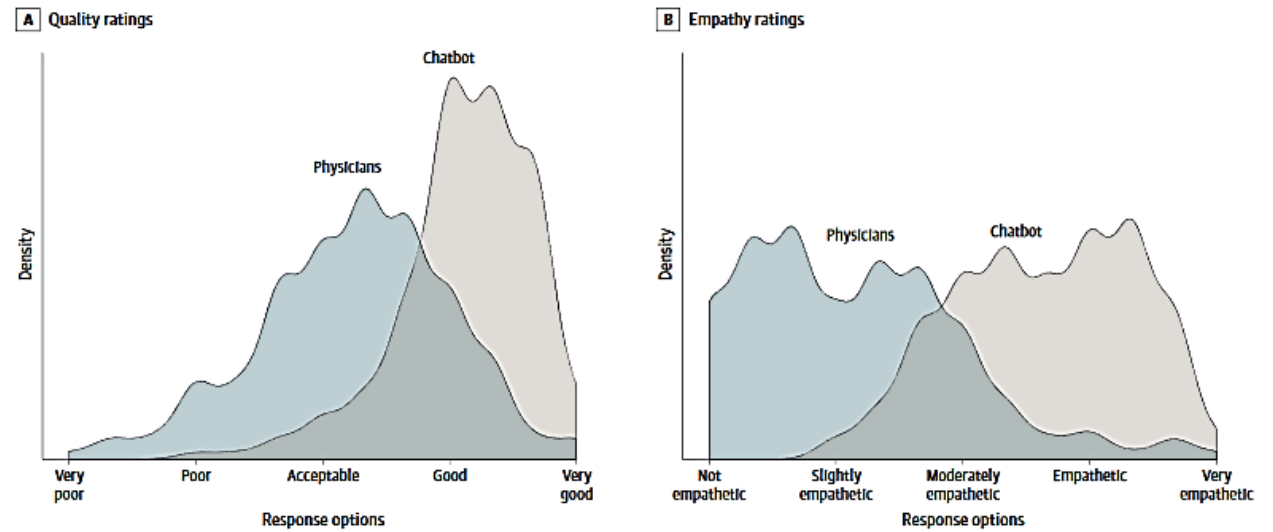 A Quality ratings
Chatbot
Physicians
Density
Very
poor
Poor
Acceptable
Good
Very
good
Response options
B Empathy ratings
Physicians
Chatbot
Density
Not
empathetic
Slightly
empathetic
Moderately
empathetic
Empathetic
Very
empathetic
Response options